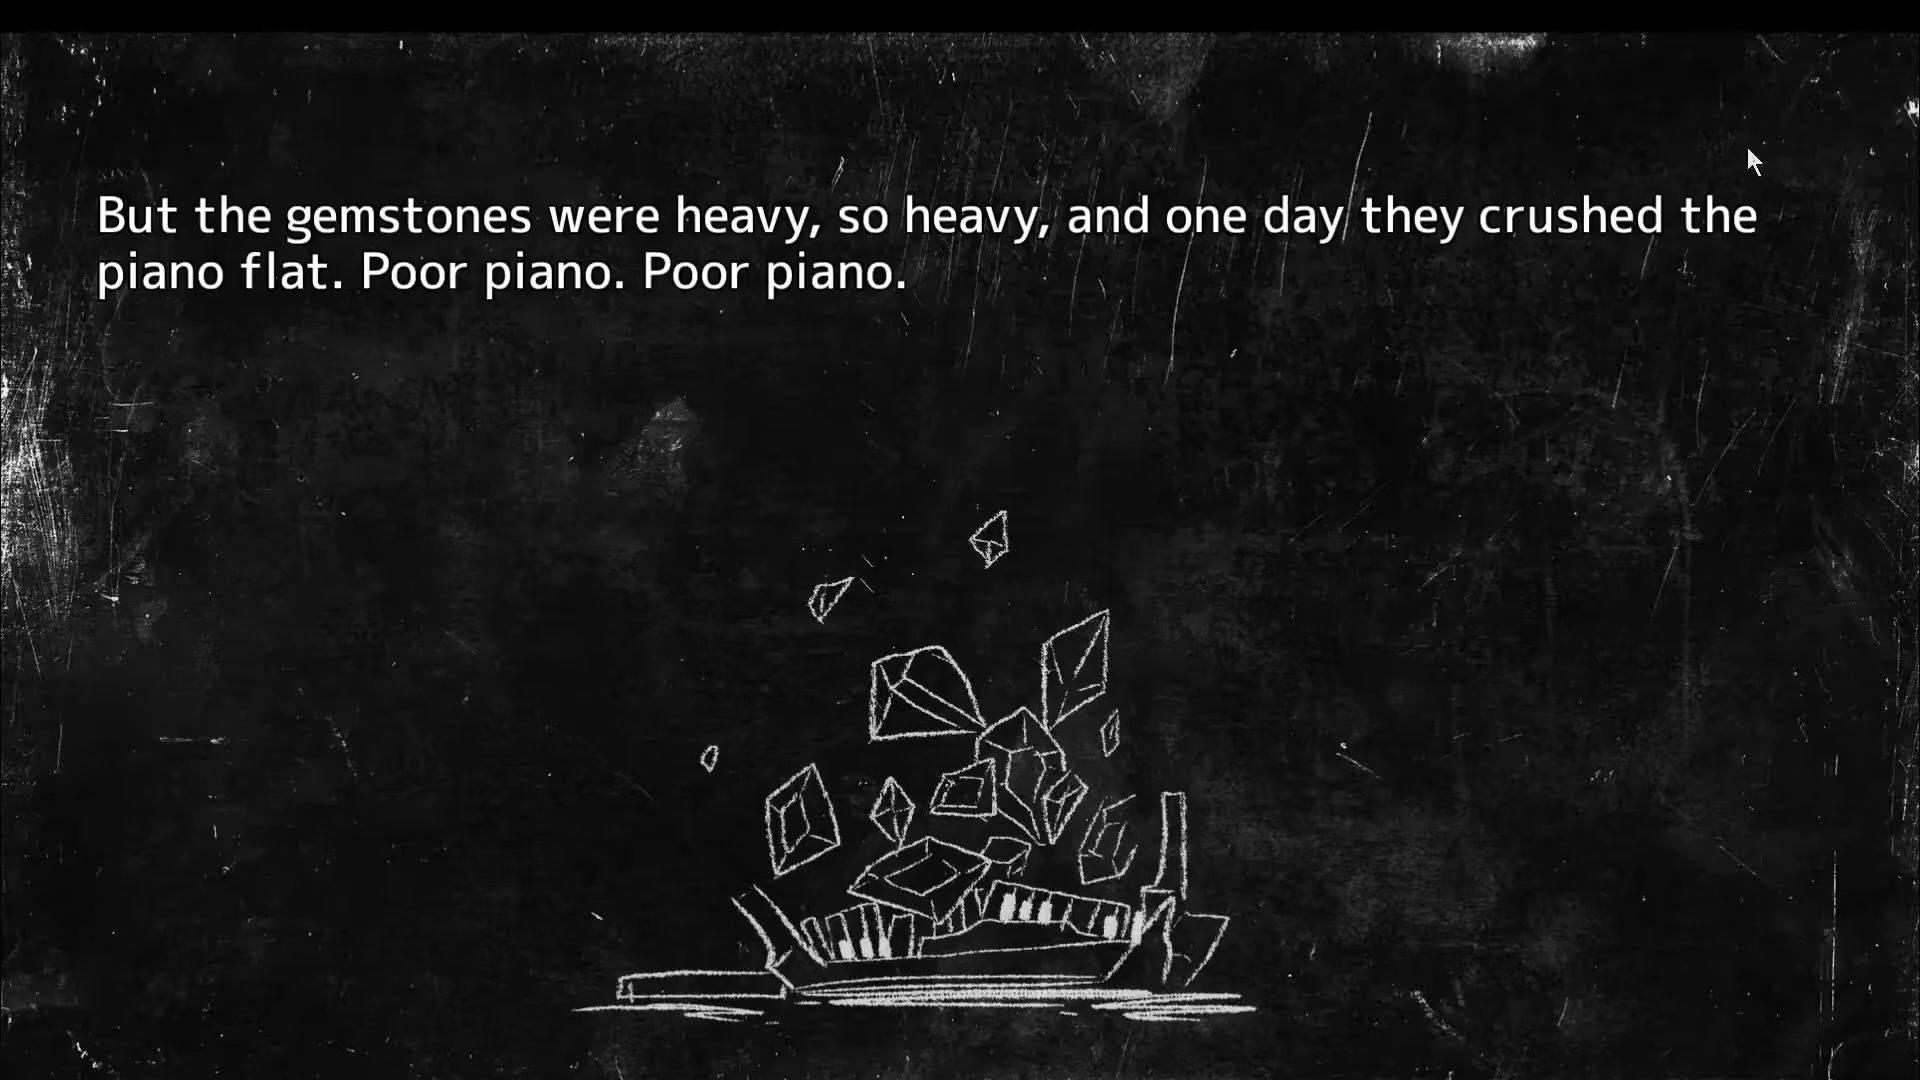 But the gemstones were heavy, so heavy, and one day they crushed the
piano flat. Poor piano. Poor piano.